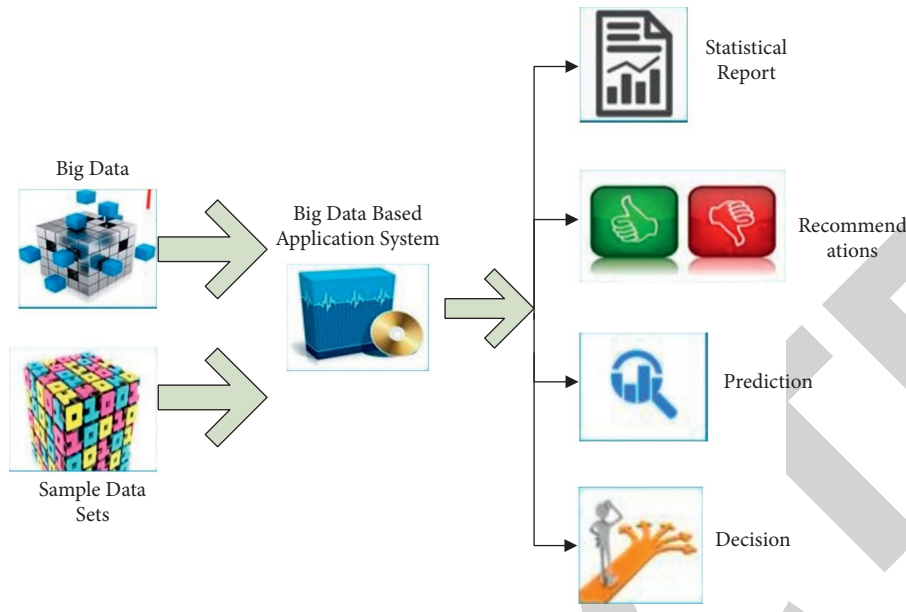 Big Data
Sample Data
Sets
Big Data Based
Application System
Statistical
Report
Recommend
ations
Prediction
Decision